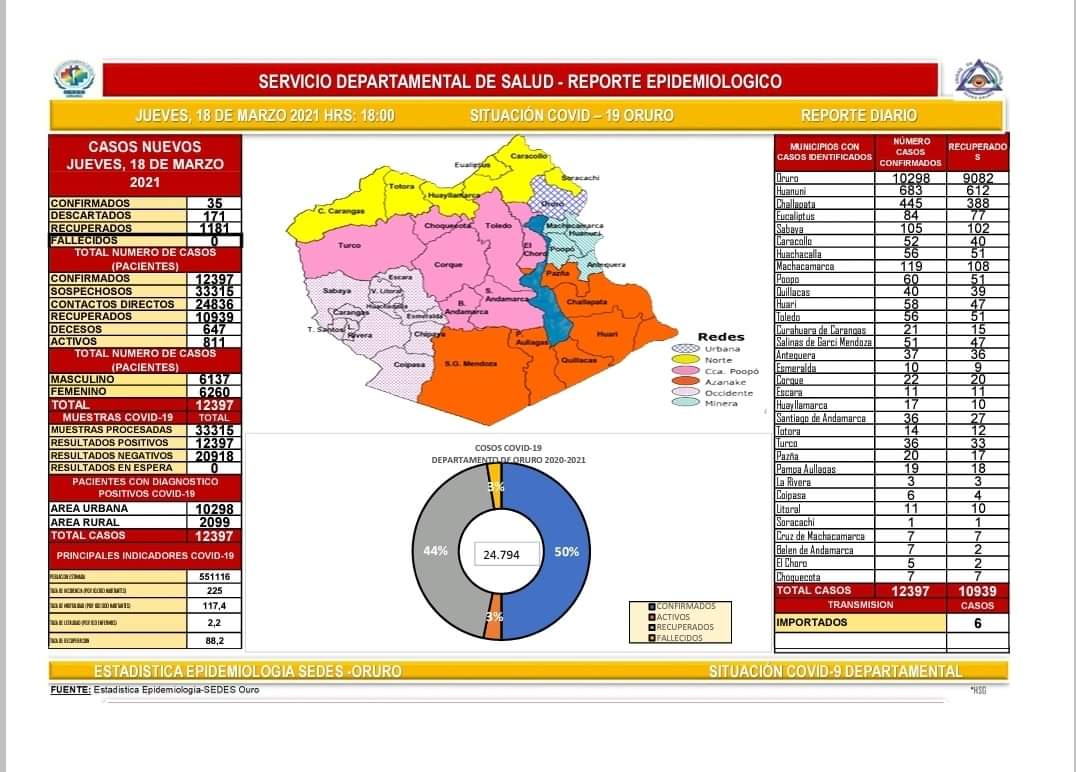 SERVICIO DEPARTAMENTAL DE SALUD - REPORTE EPIDEMIOLOGICO
JUEVES, 18 DE MARZO 2021 HRS: 18:00 SITUACIÓN COVID – 19 ORURO REPORTE DIARIO
CASOS NUEVOS
JUEVES, 18 DE MARZO
2021
CONFIRMADOS 35
DESCARTADOS 171
RECUPERADOS 1181
FALLECIDOS 0
TOTAL NUMERO DE CASOS
(PACIENTES)
CONFIRMADOS 12397
SOSPECHOSOS 33315
CONTACTOS DIRECTOS 24836
RECUPERADOS 10939
DECESOS 647
ACTIVOS 811
TOTAL NUMERO DE CASOS
(PACIENTES)
MASCULINO 6137
FEMENINO 6260
TOTAL 12397
MUESTRAS COVID-19 TOTAL
MUESTRAS PROCESADAS 33315
RESULTADOS POSITIVOS 12397
RESULTADOS NEGATIVOS 20918
RESULTADOS EN ESPERA 0
PACIENTES CON DIAGNOSTICO
POSITIVOS COVID-19
AREA URBANA 10298
AREA RURAL 2099
TOTAL CASOS 12397
PRINCIPALES INDICADORES COVID-19
551116
225
117,4
2,2
88,2
Caracollo
Eualiptus
Soracachi
Totora
Huayllamarca
Oruro
C. Carangas
Choquecota
Toledo
Machacamarca
Huanuni
Turco
El
Choro
Poopó
Corque
Antequera
Pazña
Escara
Sabaya
V. Litoral
S.
Andamarca
Challapata
Huachacalla
B.
Andamarca
Carangas
Esmeralda
T. Santos
L.
Rivera
Chipaya
P.
Aullagas
Huari
Coipasa
S.G. Mendoza
Quillacas
Redes
Urbana
Norte
Cca. Poopó
Azanake
Occidente
Minera
COSOS COVID-19
DEPARTAMENTO DE ORURO 2020-2021
3%
44%
24.794
50%
3%
CONFIRMADOS
ACTIVOS
RECUPERADOS
FALLECIDOS
MUNICIPIOS CON
CASOS IDENTIFICADOS
NÚMERO
CASOS
CONFIRMADOS
RECUPERADO
S
Oruro 10298 9082
Huanuni 683 612
Challapata 445 388
Eucaliptus 84 77
Sabaya 105 102
Caracollo 52 40
Huachacalla 56 51
Machacamarca 119 108
Poopo 60 51
Quillacas 40 39
Huari 58 47
Toledo 56 51
Curahuara de Carangas 21 15
Salinas de Garci Mendoza 51 47
Antequera 37 36
Esmeralda 10 9
Corque 22 20
Escara 11 11
Huayllamarca 17 10
Santiago de Andamarca 36 27
Totora 14 12
Turco 36 33
Pazña 20 17
Pampa Aullagas 19 18
La Rivera 3 3
Coipasa 6 4
Litoral 11 10
Soracachi 1 1
Cruz de Machacamarca 7 7
Belen de Andamarca 7 2
El Choro 5 2
Choquecota 7 7
TOTAL CASOS 12397 10939
TRANSMISION CASOS
IMPORTADOS 6
ESTADISTICA EPIDEMIOLOGIA SEDES -ORURO SITUACIÓN COVID-9 DEPARTAMENTAL
FUENTE: Estadistica Epidemiologia-SEDES Ouro
*HSG